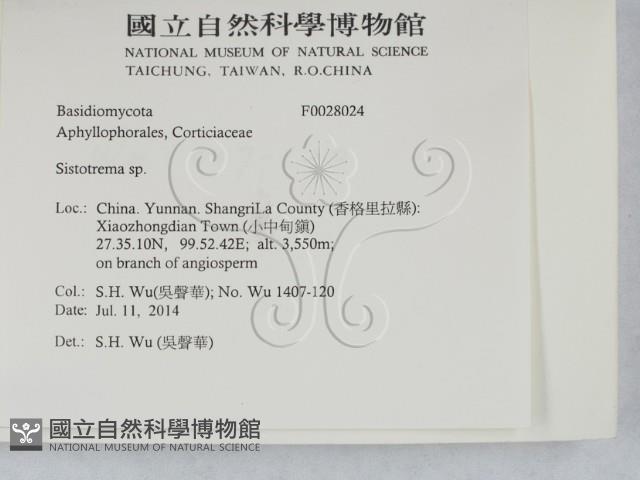 國立自然科學博物館
NATIONAL MUSEUM OF NATURAL SCIENCE
TAICHUNG, TAIWAN, R.O.CHINA
Basidiomycota F0028024
Aphyllophorales, Corticiaceae
Sistotrema sp.
Loc.: China. Yunnan. ShangriLa County (香格里拉縣):
Xiaozhongdian Town (小中甸鎮)
27.35.10N, 99.52.42E; alt. 3,550m;
on branch of angiosperm
Col.: S.H. Wu(吳聲華); No. Wu 1407-120
Date: Jul. 11, 2014
Det.: S.H. Wu (吳聲華)
國立自然科學博物館
NATIONAL MUSEUM OF NATURAL SCIENCE